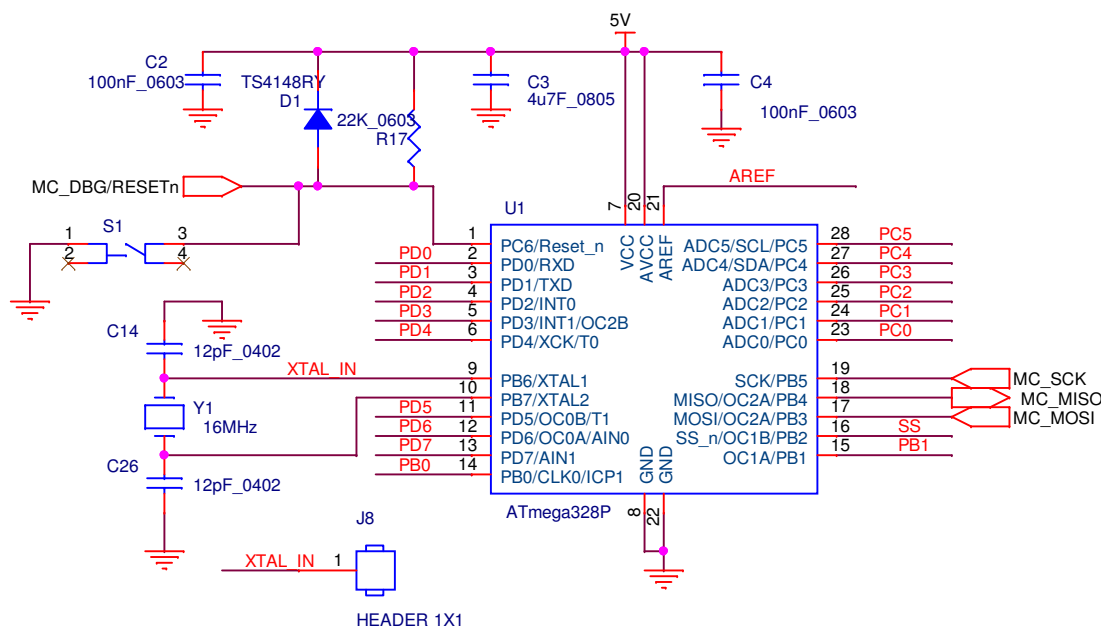 5V
C2
100nF_0603
TS4148RY
D1
22K_0603
R17
C3
4u7F_0805
C4
100nF_0603
MC_DBG/RESETn
AREF
S1
1
2
3
4
U1
7
20
21
VCC
AVCC
AREF
PD0
PD1
PD2
PD3
PD4
1
2
3
4
5
6
PC6/Reset_n
PD0/RXD
PD1/TXD
PD2/INT0
PD3/INT1/OC2B
PD4/XCK/T0
ADC5/SCL/PC5
ADC4/SDA/PC4
ADC3/PC3
ADC2/PC2
ADC1/PC1
ADC0/PC0
28
27
26
25
24
23
PC5
PC4
PC3
PC2
PC1
PC0
C14
12pF_0402
XTAL_IN
Y1
16MHz
C26
12pF_0402
PD5
PD6
PD7
PB0
9
10
11
12
13
14
PB6/XTAL1
PB7/XTAL2
PD5/OC0B/T1
PD6/OC0A/AIN0
PD7/AIN1
PB0/CLK0/ICP1
SCK/PB5
MISO/OC2A/PB4
MOSI/OC2A/PB3
SS_n/OC1B/PB2
OC1A/PB1
19
18
17
16
15
MC_SCK
MC_MISO
MC_MOSI
SS
PB1
GND
GND
ATmega328P
8
22
J8
XTAL_IN
1
HEADER 1X1